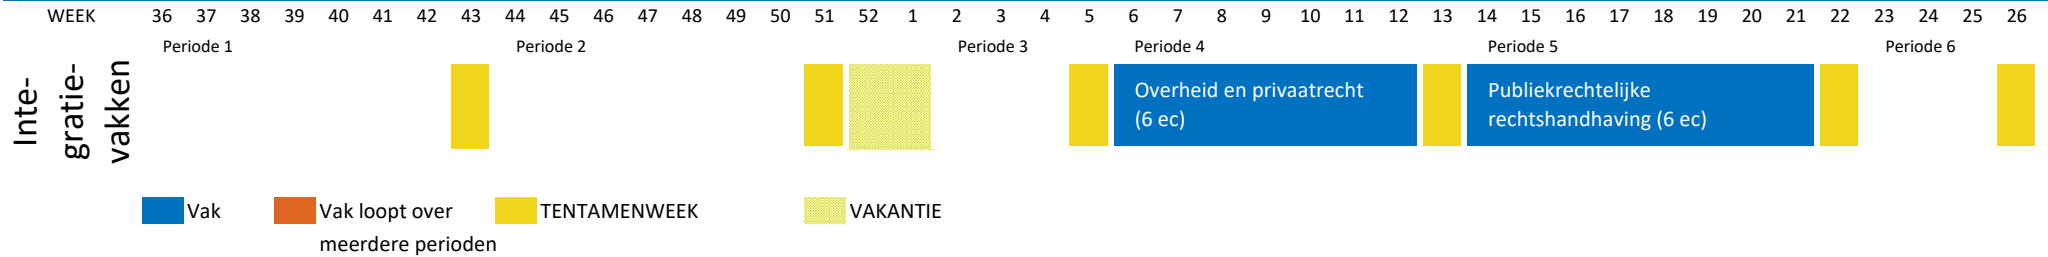 WEEK 36 37 38 39 40 41 42 43 44 45 46 47 48 49 50 51 52 1 2 3 4 5 6 7 8 9 10 11 12 13 14 15 16 17 18 19 20 21 22 23 24 25 26
Periode 1 Periode 2 Periode 3 Periode 4 Periode 5 Periode 6
Inte-
gratie-
vakken
Overheid en privaatrecht
(6 ec)
Publiekrechtelijke
rechtshandhaving (6 ec)
Vak
Vak loopt over
meerdere perioden
TENTAMENWEEK
VAKANTIE